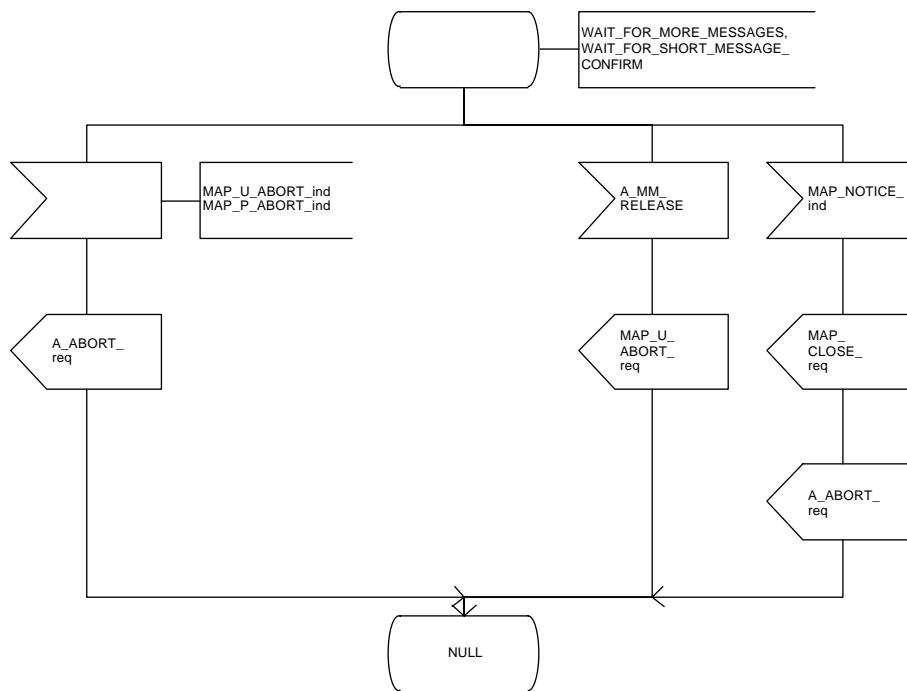 WAIT_FOR_MORE_MESSAGES,
WAIT_FOR_SHORT_MESSAGE_
CONFIRM
MAP_U_ABORT_ind
MAP_P_ABORT_ind
A_MM_
RELEASE
MAP_NOTICE_
ind
A_ABORT_
req
MAP_U_
ABORT_
req
MAP_
CLOSE_
req
A_ABORT_
req
NULL